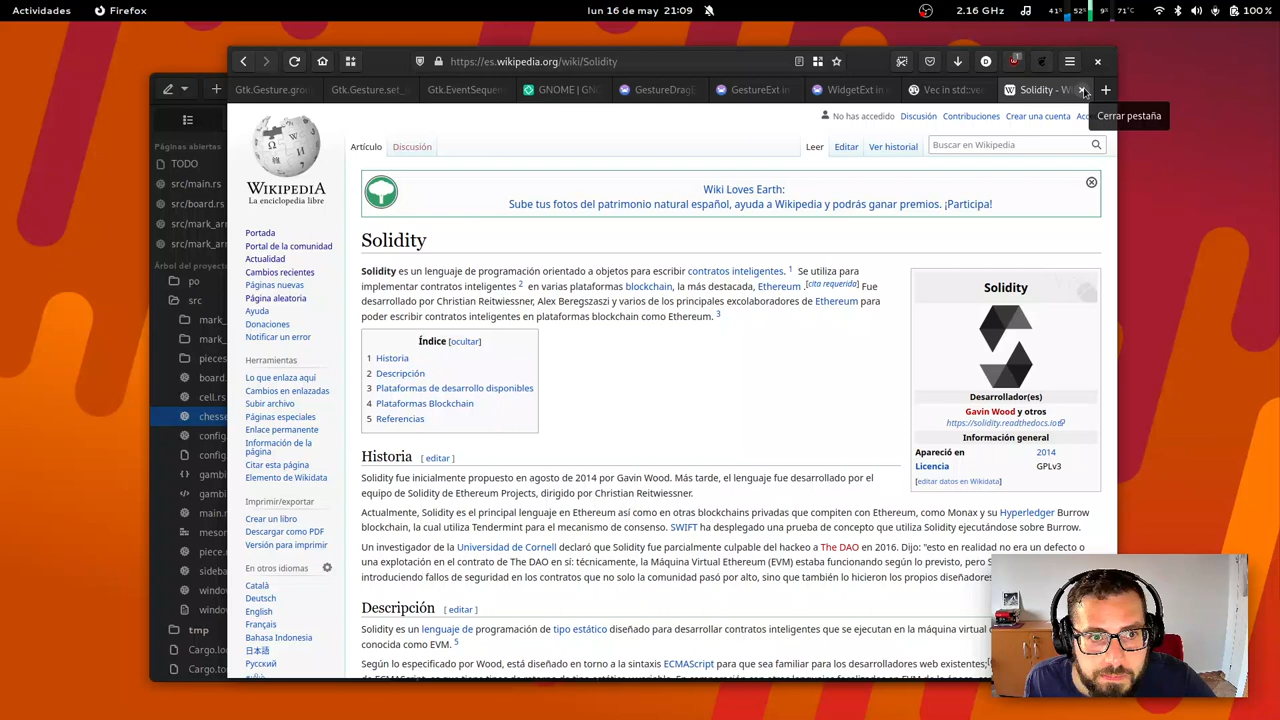 Actividades
Firefox
lun 16 de may 21:09
2.16 GHz
41%
52%
9%
71°C
100 %
https://es.wikipedia.org/wiki/Solidity
Gtk.Gesture.grou
Gtk.Gesture.set_
Gtk.EventSequen
GNOME | GN
GestureDragE
GestureExt in
WidgetExt in
Vec in std::vec
Solidity - Wi
Cerrar pestaña
Páginas abiertas
TODO
src/main.rs
src/board.rs
src/mark_arr
src/mark_arr
Árbol del proyecto
po
src
mark_
mark_
pieces
board.
cell.rs
chesse
config
config.
gambi
gambi
main.r
meson
piece.r
sideba
windo
windo
tmp
Cargo.lo
Cargo.to
WIKIPEDIA
La enciclopedia libre
Portada
Portal de la comunidad
Actualidad
Cambios recientes
Páginas nuevas
Página aleatoria
Ayuda
Donaciones
Notificar un error
Herramientas
Lo que enlaza aquí
Cambios en enlazadas
Subir archivo
Páginas especiales
Enlace permanente
Información de la
página
Citar esta página
Elemento de Wikidata
Imprimir/exportar
Crear un libro
Descargar como PDF
Versión para imprimir
En otros idiomas
Català
Deutsch
English
Français
Bahasa Indonesia
日本語
Русский
No has accedido Discusión Contribuciones Crear una cuenta Acc
Artículo Discusión
Leer Editar Ver historial
Buscar en Wikipedia
Wiki Loves Earth:
Sube tus fotos del patrimonio natural español, ayuda a Wikipedia y podrás ganar premios. ¡Participa!
Solidity
Solidity es un lenguaje de programación orientado a objetos para escribir contratos inteligentes. 1 Se utiliza para
implementar contratos inteligentes 2 en varias plataformas blockchain, la más destacada, Ethereum .[cita requerida] Fue
desarrollado por Christian Reitwiessner, Alex Beregszaszi y varios de los principales excolaboradores de Ethereum para
poder escribir contratos inteligentes en plataformas blockchain como Ethereum. 3
Índice [ocultar]
1 Historia
2 Descripción
3 Plataformas de desarrollo disponibles
4 Plataformas Blockchain
5 Referencias
Solidity
Desarrollador(es)
Gavin Wood y otros
https://solidity.readthedocs.io
Información general
Apareció en 2014
Licencia GPLv3
[editar datos en Wikidata]
Historia [ editar ]
Solidity fue inicialmente propuesto en agosto de 2014 por Gavin Wood. Más tarde, el lenguaje fue desarrollado por el
equipo de Solidity de Ethereum Projects, dirigido por Christian Reitwiessner.
Actualmente, Solidity es el principal lenguaje en Ethereum así como en otras blockchains privadas que compiten con Ethereum, como Monax y su Hyperledger Burrow
blockchain, la cual utiliza Tendermint para el mecanismo de consenso. SWIFT ha desplegado una prueba de concepto que utiliza Solidity ejecutándose sobre Burrow.
Un investigador de la Universidad de Cornell declaró que Solidity fue parcialmente culpable del hackeo a The DAO en 2016. Dijo: "esto en realidad no era un defecto o
una explotación en el contrato de The DAO en sí: técnicamente, la Máquina Virtual Ethereum (EVM) estaba funcionando según lo previsto, pero S
introduciendo fallos de seguridad en los contratos que no solo la comunidad pasó por alto, sino que también lo hicieron los propios diseñadores
Descripción [ editar ]
Solidity es un lenguaje de programación de tipo estático diseñado para desarrollar contratos inteligentes que se ejecutan en la máquina virtual
conocida como EVM. 5
Según lo especificado por Wood, está diseñado en torno a la sintaxis ECMAScript para que sea familiar para los desarrolladores web existentes;